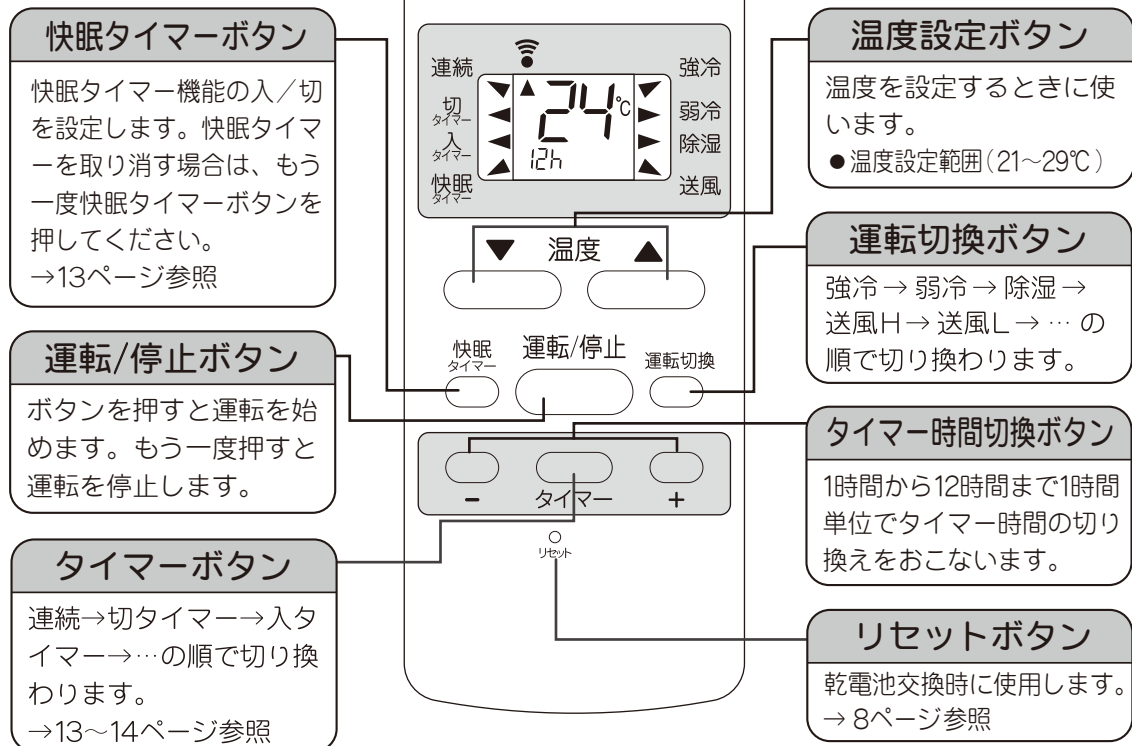 快眠タイマーボタン
快眠タイマー機能の入／切
を設定します。快眠タイマ
ーを取り消す場合は、もう
一度快眠タイマーボタンを
押してください。
→13ページ参照
運転/停止ボタン
ボタンを押すと運転を始
めます。もう一度押すと
運転を停止します。
タイマーボタン
連続→切タイマー→入タ
イマー→…の順で切り換
わります。
→13～14ページ参照
連続
切
タイマー
入
タイマー
快眠
タイマー
24℃
12h
強冷
弱冷
除湿
送風
▼ 温度 ▲
快眠
タイマー
運転/停止
運転切換
− タイマー +
リセット
温度設定ボタン
温度を設定するときに使
います。
●温度設定範囲（21～29℃）
運転切換ボタン
強冷→弱冷→除湿→
送風H→送風L→…の
順で切り換わります。
タイマー時間切換ボタン
1時間から12時間まで1時間
単位でタイマー時間の切り
換えをおこないます。
リセットボタン
乾電池交換時に使用します。
→8ページ参照